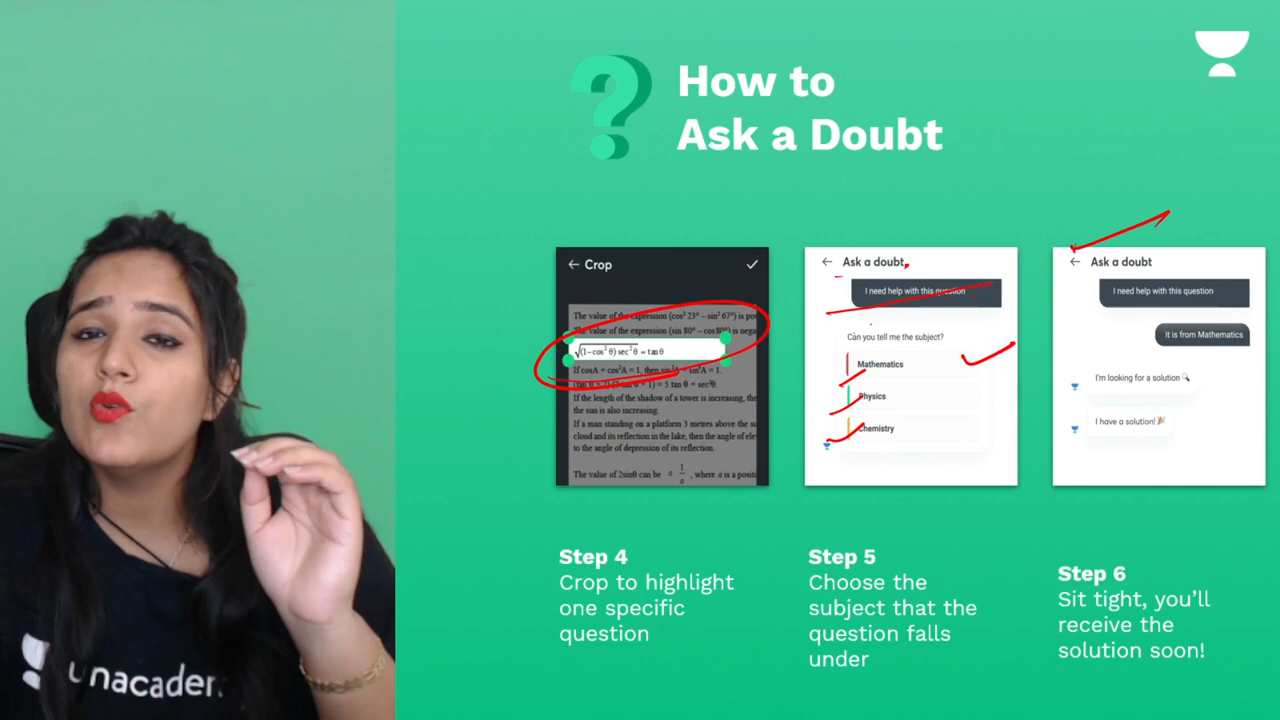 How to
Ask a Doubt
Crop
The value of the expression (cos² 23° – sin² 67°) is pos
The value of the expression (sin 80° – cos 80°) is nega
√(1–cos² θ) sec² θ = tan θ
If cosA + cos²A = 1, then sin²A + sin⁴A = 1.
θ + 1) = 5 tan θ + sec²θ.
If the length of the shadow of a tower is increasing, the
the sun is also increasing.
If a man standing on a platform 3 metres above the su
cloud and its reflection in the lake, then the angle of ele
to the angle of depression of its reflection.
The value of 2sinθ can be a 1/a , where a is a positi
Ask a doubt
I need help with this question
Can you tell me the subject?
Mathematics
Physics
Chemistry
Ask a doubt
I need help with this question
It is from Mathematics
I'm looking for a solution 🔍
I have a solution! 🎉
Step 4
Crop to highlight
one specific
question
Step 5
Choose the
subject that the
question falls
under
Step 6
Sit tight, you’ll
receive the
solution soon!
unacadem